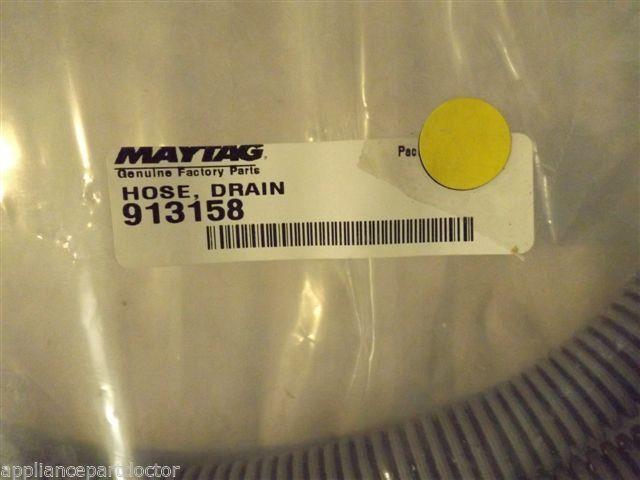 MAYTAG.
Genuine Factory Parts
Pac
HOSE, DRAIN
913158
appliancepartdoctor